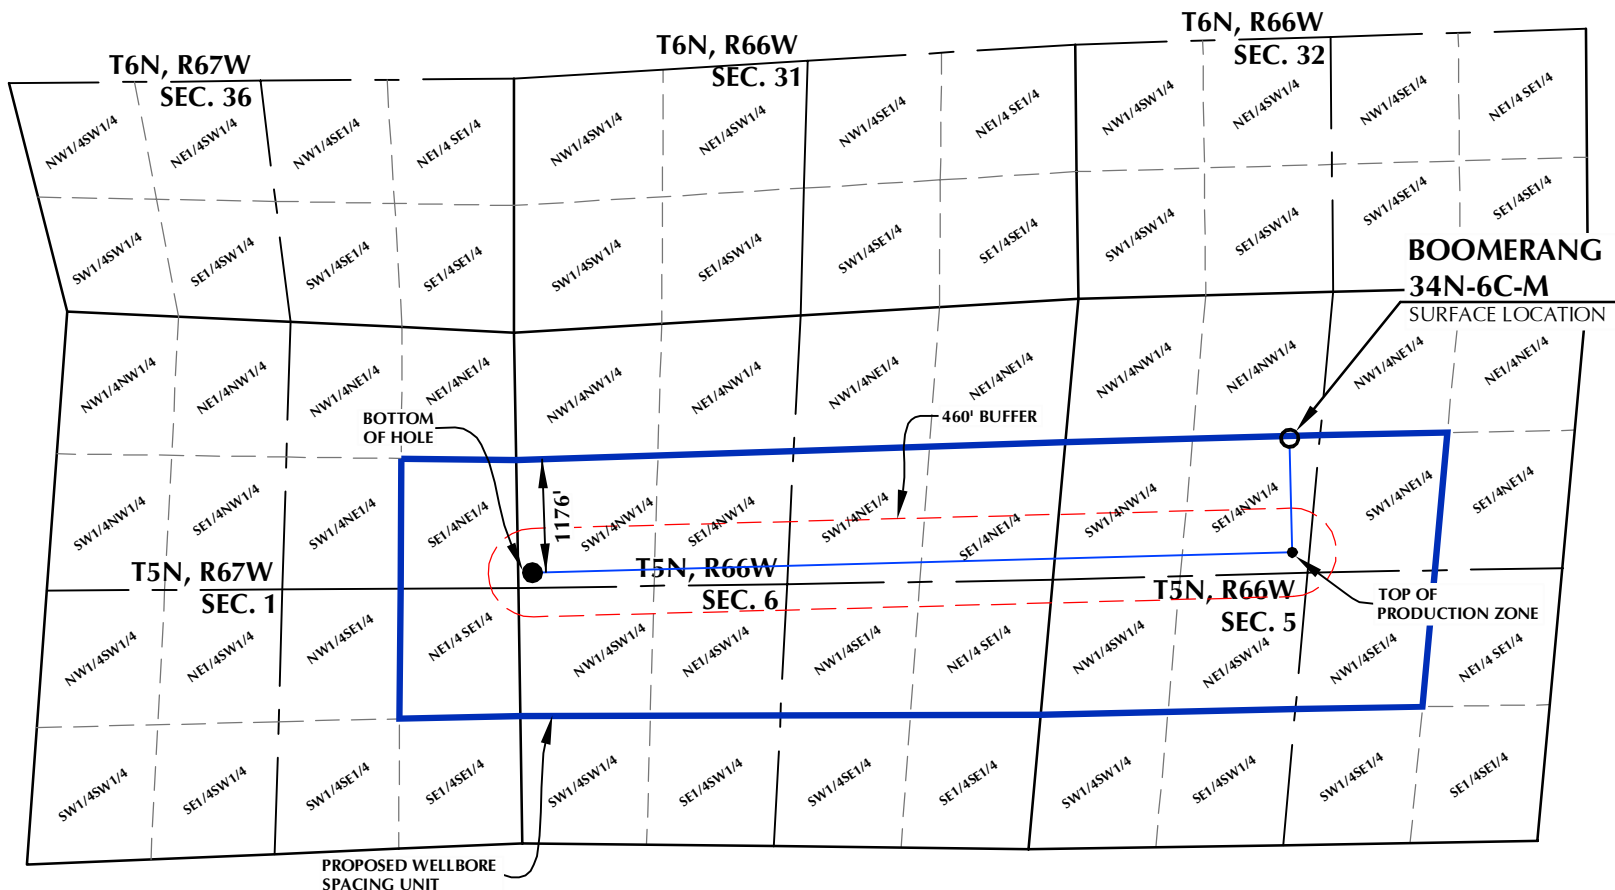 T6N, R67W
SEC. 36
T6N, R66W
SEC. 31
T6N, R66W
SEC. 32
NW1/4SW1/4
NE1/4SW1/4
NW1/4SE1/4
NE1/4 SE1/4
NW1/4SW1/4
NE1/4SW1/4
NW1/4SE1/4
NE1/4 SE1/4
NW1/4SW1/4
NE1/4SW1/4
NW1/4SE1/4
NE1/4 SE1/4
SW1/4SW1/4
SE1/4SW1/4
SW1/4SE1/4
SE1/4SE1/4
SW1/4SW1/4
SE1/4SW1/4
SW1/4SE1/4
SE1/4SE1/4
SW1/4SW1/4
SE1/4SW1/4
SW1/4SE1/4
SE1/4SE1/4
BOOMERANG
34N-6C-M
SURFACE LOCATION
NW1/4NW1/4
NE1/4NW1/4
NW1/4NE1/4
NE1/4NE1/4
NW1/4NW1/4
NE1/4NW1/4
NW1/4NE1/4
NE1/4NE1/4
NW1/4NW1/4
NE1/4NW1/4
NW1/4NE1/4
NE1/4NE1/4
BOTTOM
OF HOLE
460' BUFFER
1176'
SW1/4NW1/4
SE1/4NW1/4
SW1/4NE1/4
SE1/4NE1/4
SW1/4NW1/4
SE1/4NW1/4
SW1/4NE1/4
SE1/4NE1/4
SW1/4NW1/4
SE1/4NW1/4
SW1/4NE1/4
SE1/4NE1/4
T5N, R67W
SEC. 1
T5N, R66W
SEC. 6
T5N, R66W
SEC. 5
TOP OF
PRODUCTION ZONE
NW1/4SW1/4
NE1/4SW1/4
NW1/4SE1/4
NE1/4 SE1/4
NW1/4SW1/4
NE1/4SW1/4
NW1/4SE1/4
NE1/4 SE1/4
NW1/4SW1/4
NE1/4SW1/4
NW1/4SE1/4
NE1/4 SE1/4
SW1/4SW1/4
SE1/4SW1/4
SW1/4SE1/4
SE1/4SE1/4
SW1/4SW1/4
SE1/4SW1/4
SW1/4SE1/4
SE1/4SE1/4
SW1/4SW1/4
SE1/4SW1/4
SW1/4SE1/4
SE1/4SE1/4
PROPOSED WELLBORE
SPACING UNIT